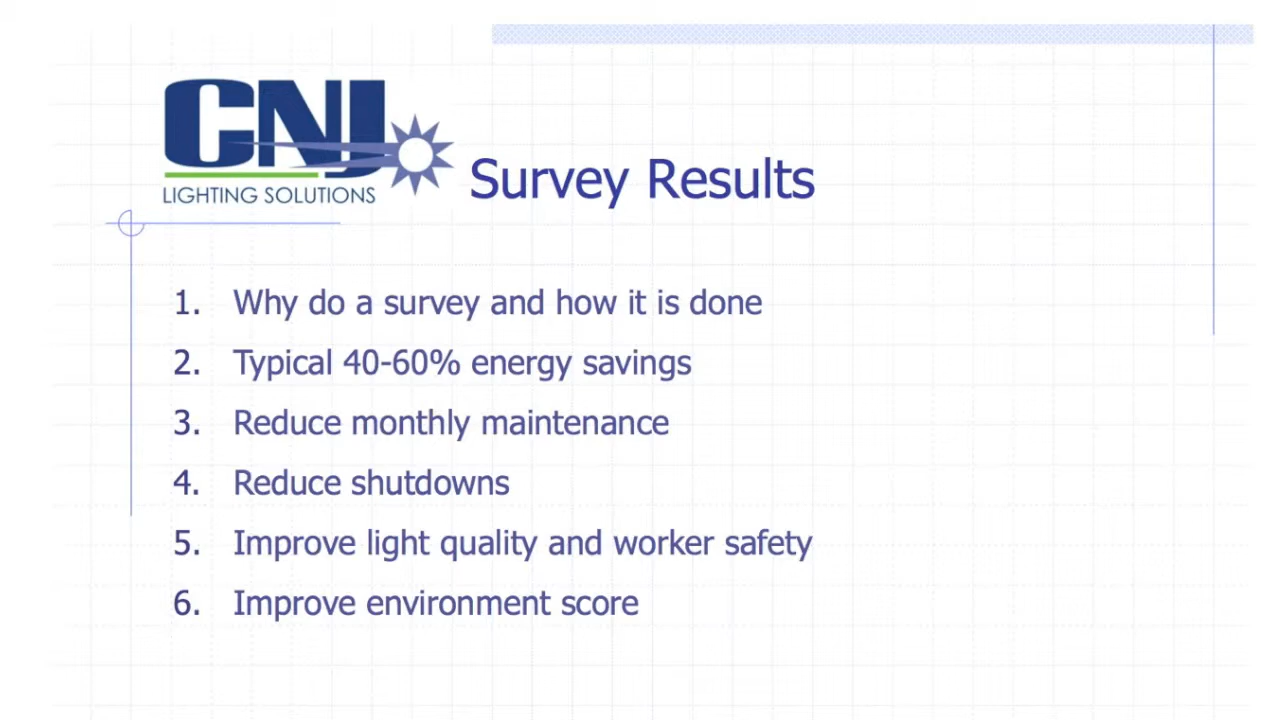 CNJ
LIGHTING SOLUTIONS
Survey Results
1. Why do a survey and how it is done
2. Typical 40-60% energy savings
3. Reduce monthly maintenance
4. Reduce shutdowns
5. Improve light quality and worker safety
6. Improve environment score